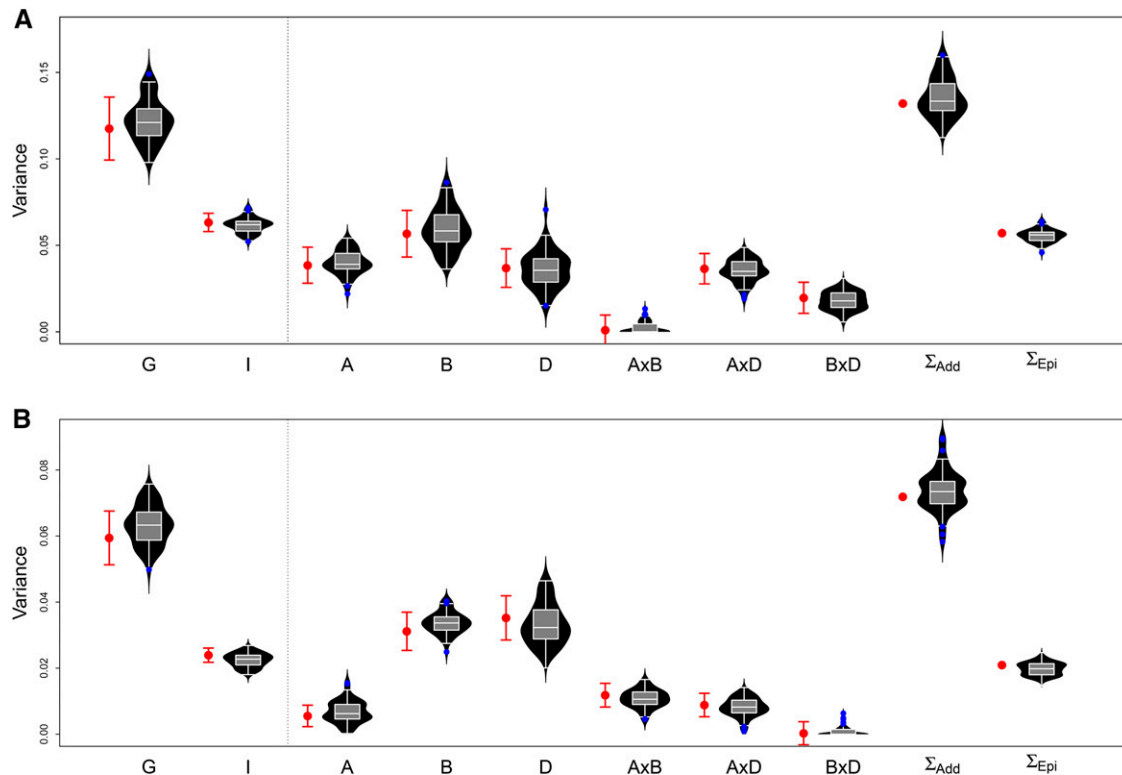 A
Variance
0.15
0.10
0.05
0.00
G I A B D AxB AxD BxD ΣAdd ΣEpi
B
Variance
0.08
0.06
0.04
0.02
0.00
G I A B D AxB AxD BxD ΣAdd ΣEpi